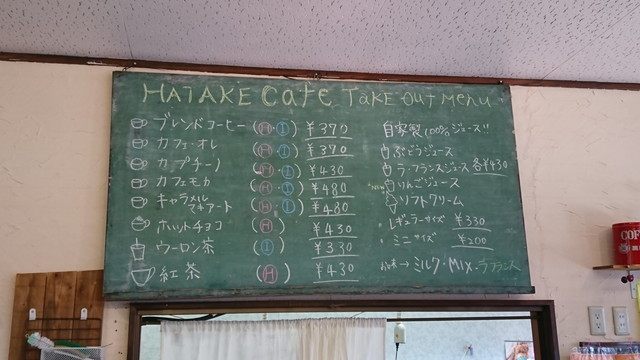 HATAKE cafe Take Out Menu
ブレンドコーヒー (H・I) ¥370
カフェ・オレ (H・I) ¥370
カプチーノ (H・I) ¥430
カフェモカ (H・I) ¥480
キャラメルマキアート (H・I) ¥480
ホットチョコ (H) ¥430
ウーロン茶 (I) ¥330
紅茶 (H) ¥430
自家製100%ジュース!!
ぶどうジュース
ラ・フランスジュース 各¥430
NEW りんごジュース
ソフトクリーム
・レギュラーサイズ ¥330
・ミニサイズ ¥200
お味→ミルク・Mix・ラフランス
COF